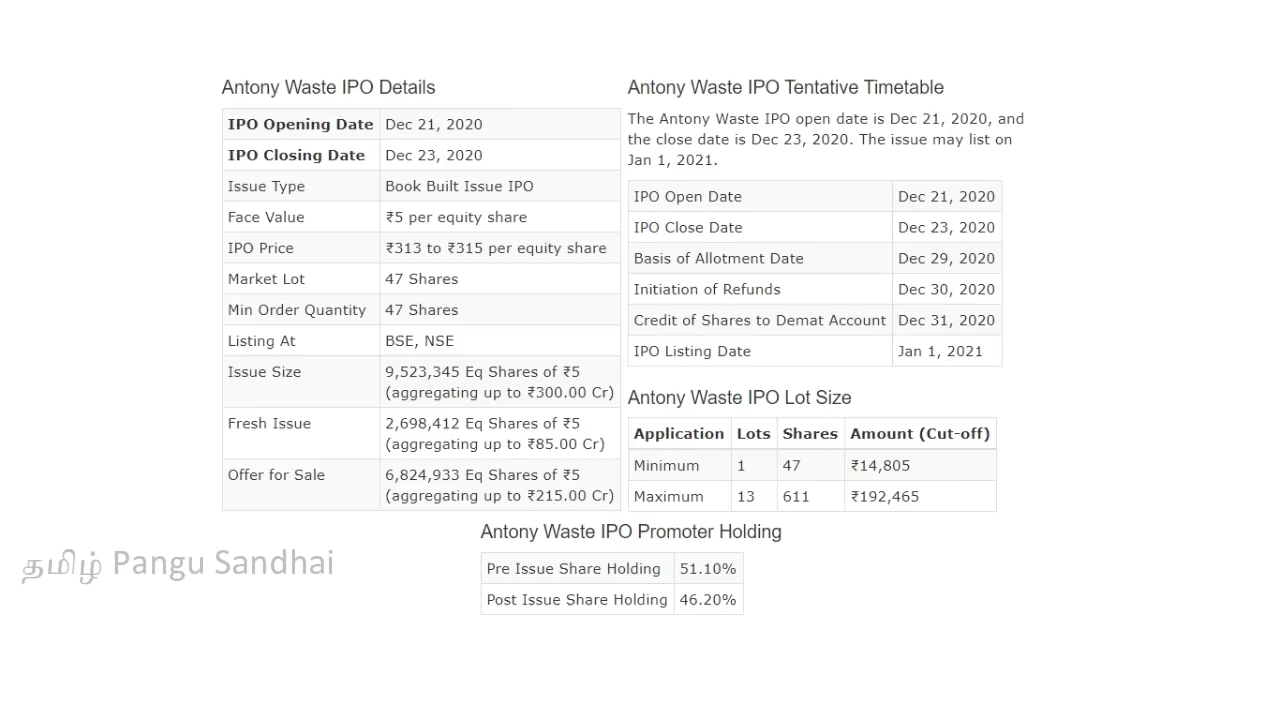 Antony Waste IPO Details
IPO Opening Date Dec 21, 2020
IPO Closing Date Dec 23, 2020
Issue Type Book Built Issue IPO
Face Value ₹5 per equity share
IPO Price ₹313 to ₹315 per equity share
Market Lot 47 Shares
Min Order Quantity 47 Shares
Listing At BSE, NSE
Issue Size 9,523,345 Eq Shares of ₹5
(aggregating up to ₹300.00 Cr)
Fresh Issue 2,698,412 Eq Shares of ₹5
(aggregating up to ₹85.00 Cr)
Offer for Sale 6,824,933 Eq Shares of ₹5
(aggregating up to ₹215.00 Cr)
Antony Waste IPO Tentative Timetable
The Antony Waste IPO open date is Dec 21, 2020, and
the close date is Dec 23, 2020. The issue may list on
Jan 1, 2021.
IPO Open Date Dec 21, 2020
IPO Close Date Dec 23, 2020
Basis of Allotment Date Dec 29, 2020
Initiation of Refunds Dec 30, 2020
Credit of Shares to Demat Account Dec 31, 2020
IPO Listing Date Jan 1, 2021
Antony Waste IPO Lot Size
Application Lots Shares Amount (Cut-off)
Minimum 1 47 ₹14,805
Maximum 13 611 ₹192,465
Antony Waste IPO Promoter Holding
Pre Issue Share Holding 51.10%
Post Issue Share Holding 46.20%
தமிழ் Pangu Sandhai